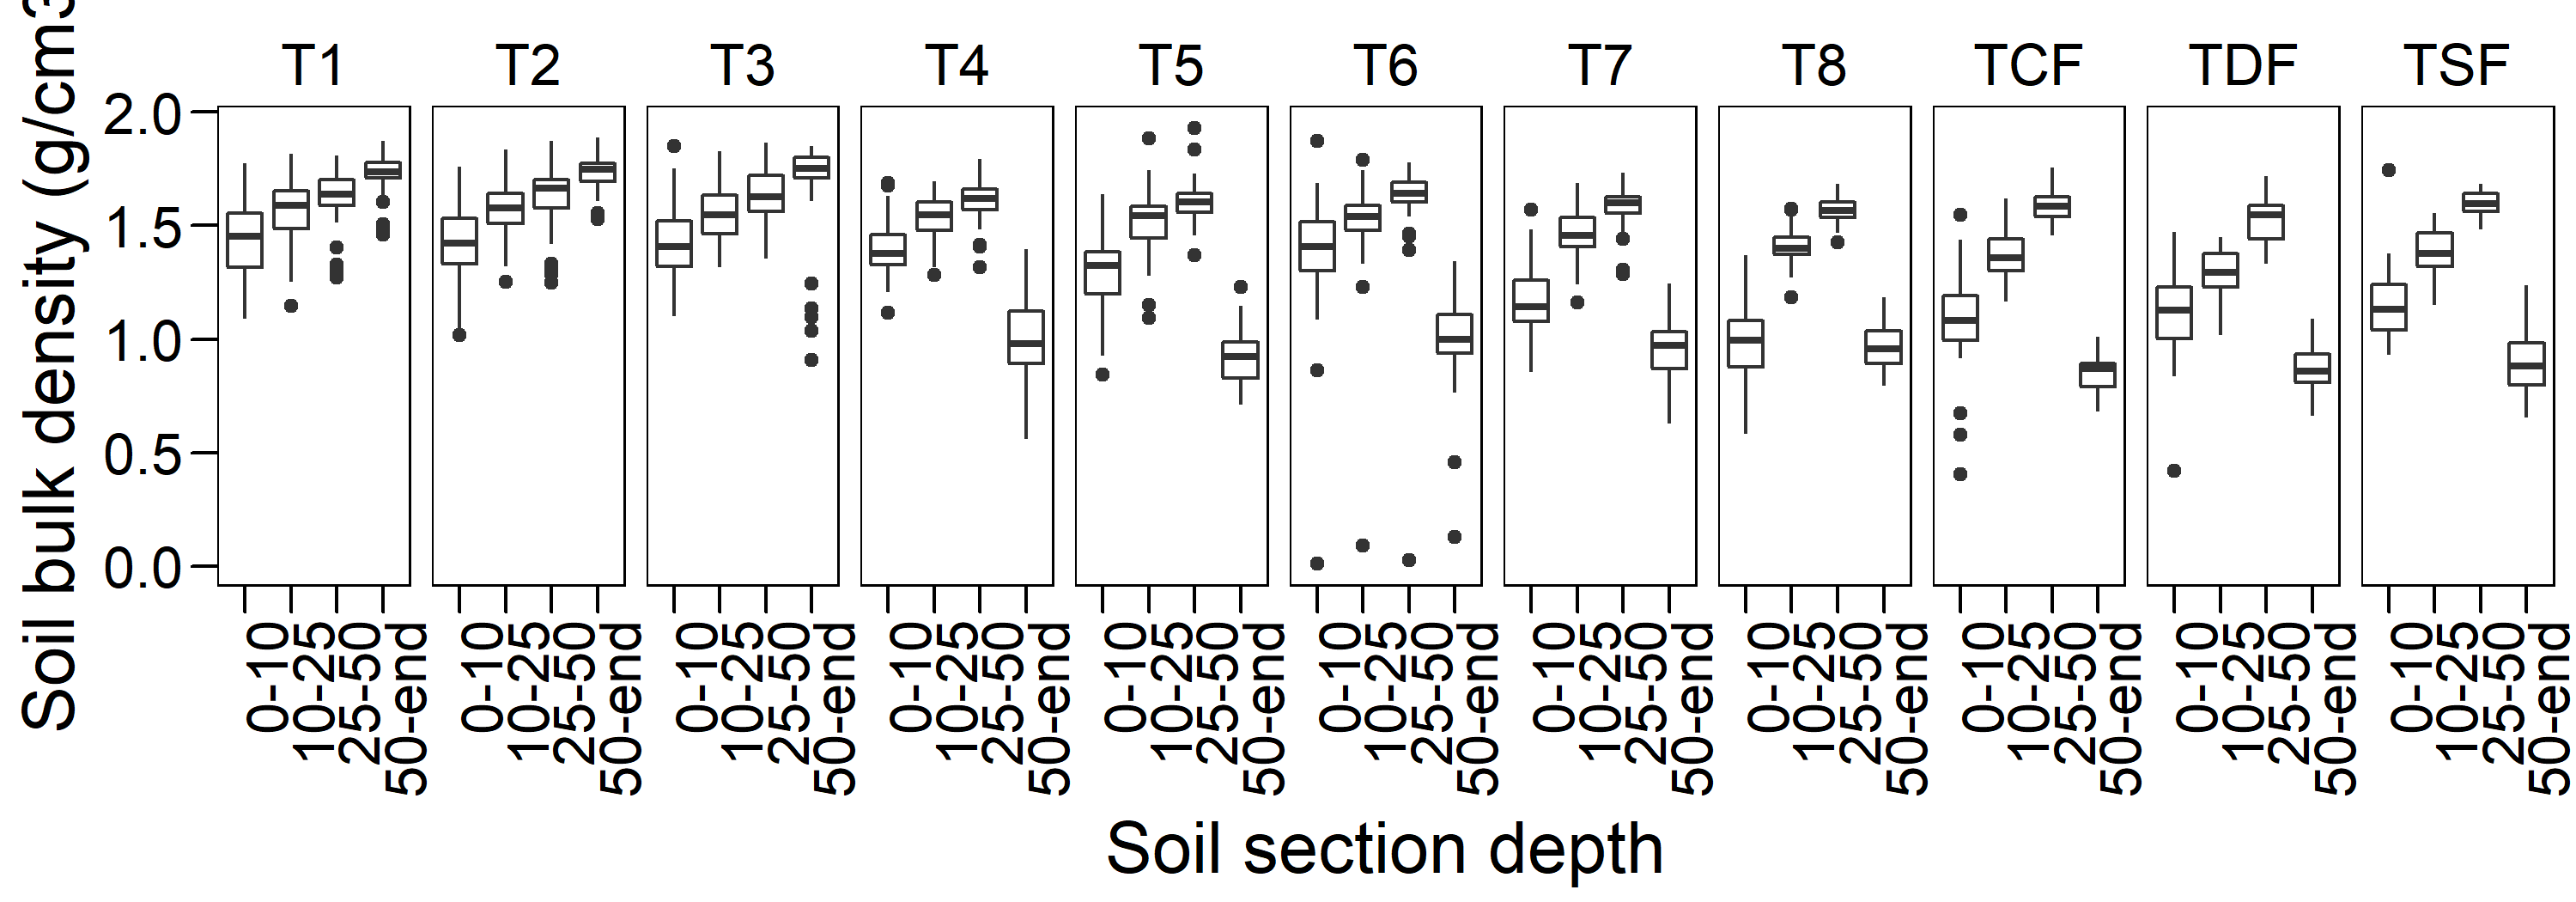 T1 T2 T3 T4 T5 T6 T7 T8 TCF TDF TSF
Soil bulk density (g/cm3
2.0
1.5
1.0
0.5
0.0
0-10 10-25 25-50 50-end 0-10 10-25 25-50 50-end 0-10 10-25 25-50 50-end 0-10 10-25 25-50 50-end 0-10 10-25 25-50 50-end 0-10 10-25 25-50 50-end 0-10 10-25 25-50 50-end 0-10 10-25 25-50 50-end 0-10 10-25 25-50 50-end 0-10 10-25 25-50 50-end 0-10 10-25 25-50 50-end
Soil section depth